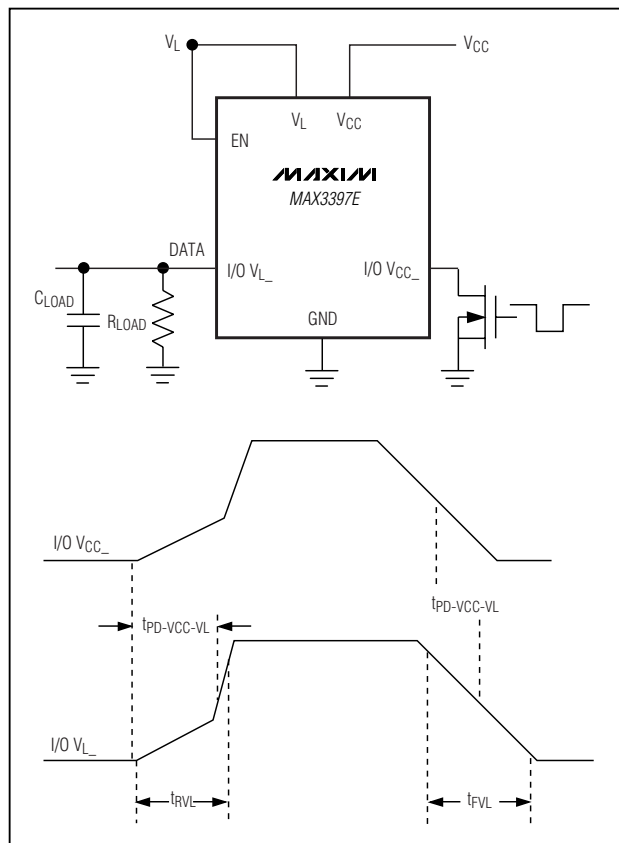 VL VCC
VL VCC
EN
MAXIM
MAX3397E
DATA
I/O VL_ I/O VCC_
CLOAD
RLOAD
GND
I/O VCC_
tPD-VCC-VL
tPD-VCC-VL
I/O VL_
tRVL tFVL